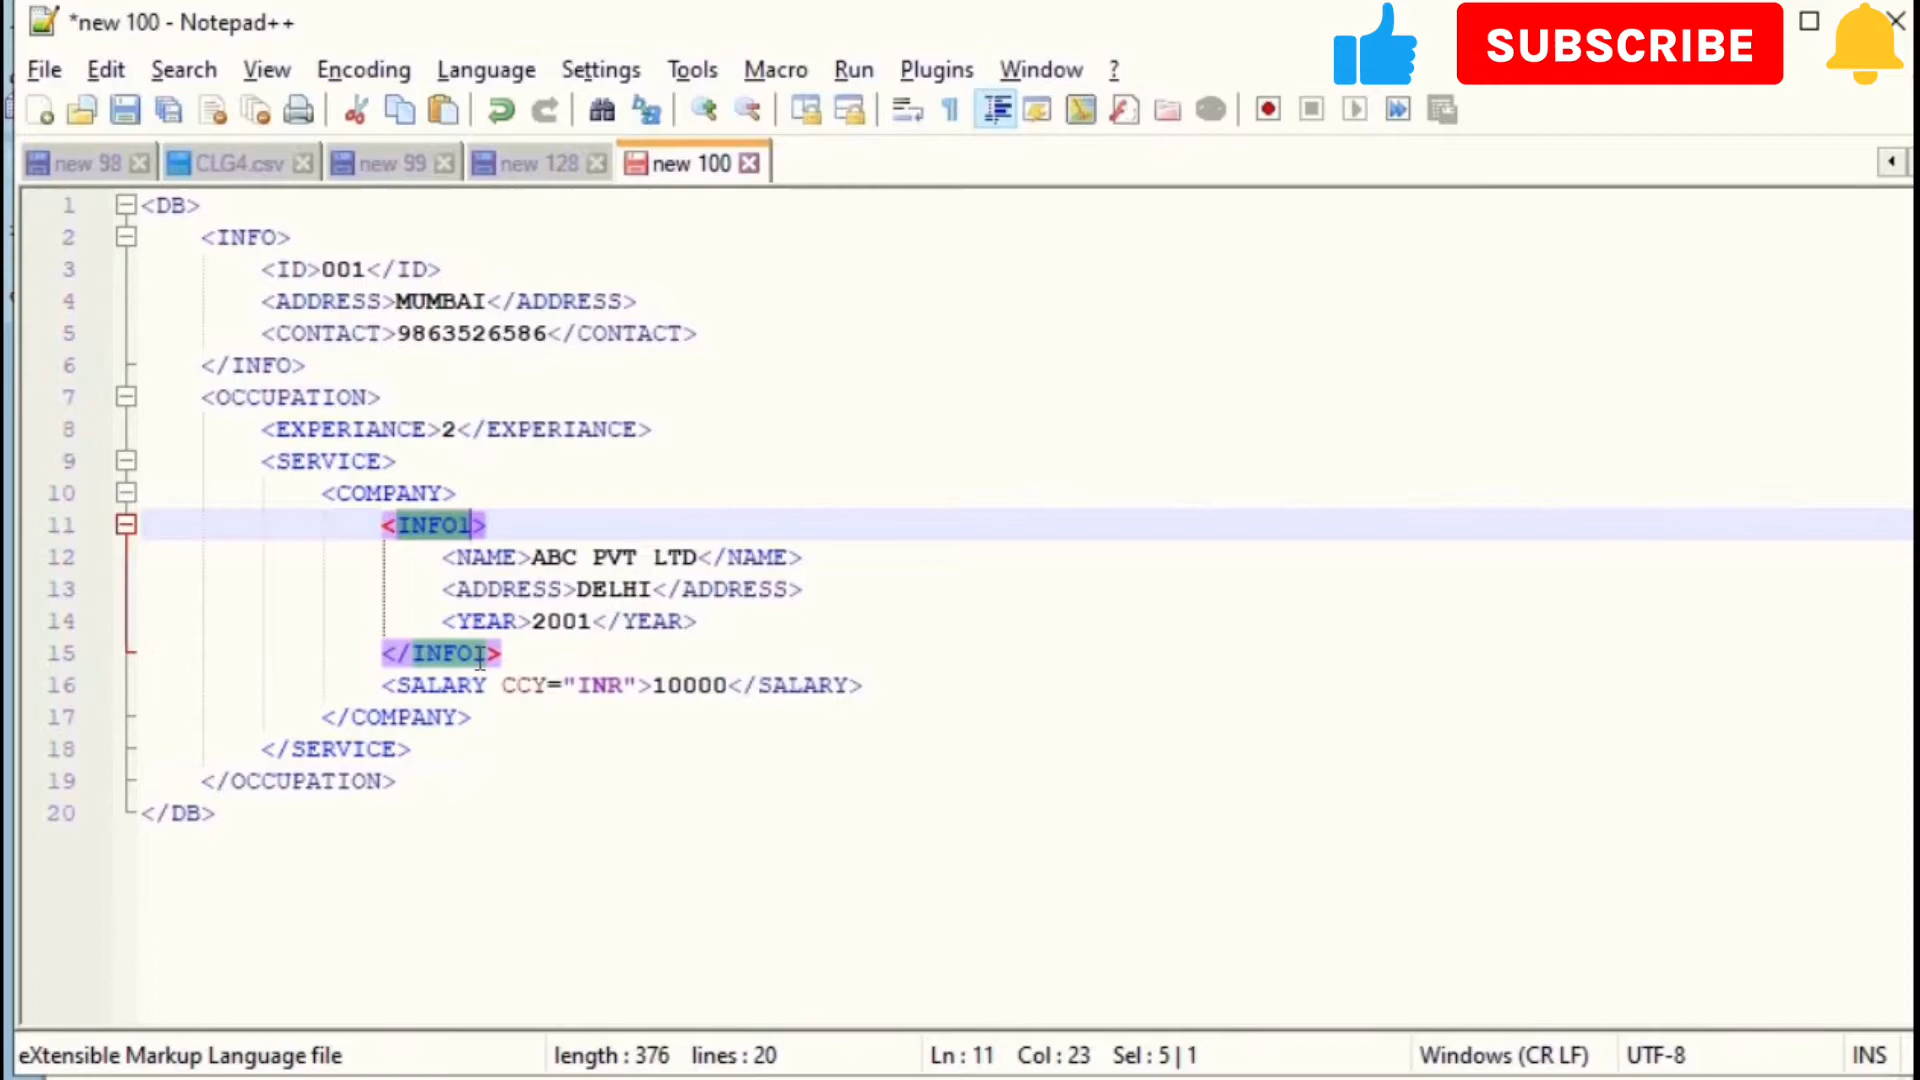 *new 100 - Notepad++
SUBSCRIBE
File Edit Search View Encoding Language Settings Tools Macro Run Plugins Window ?
new 98 CLG4.csv new 99 new 128 new 100
1 <DB>
2 <INFO>
3 <ID>001</ID>
4 <ADDRESS>MUMBAI</ADDRESS>
5 <CONTACT>9863526586</CONTACT>
6 </INFO>
7 <OCCUPATION>
8 <EXPERIANCE>2</EXPERIANCE>
9 <SERVICE>
10 <COMPANY>
11 <INFO1>
12 <NAME>ABC PVT LTD</NAME>
13 <ADDRESS>DELHI</ADDRESS>
14 <YEAR>2001</YEAR>
15 </INFO1>
16 <SALARY CCY="INR">10000</SALARY>
17 </COMPANY>
18 </SERVICE>
19 </OCCUPATION>
20 </DB>
eXtensible Markup Language file length : 376 lines : 20 Ln : 11 Col : 23 Sel : 5 | 1 Windows (CR LF) UTF-8 INS